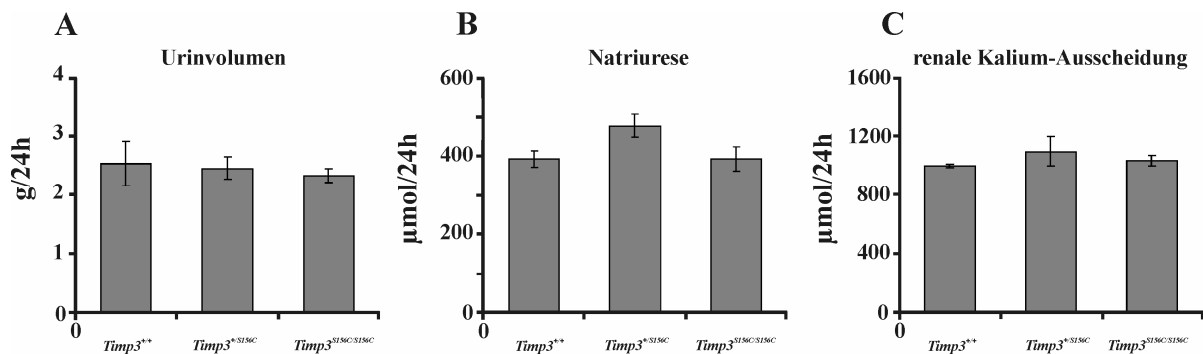 A
Urinvolumen
g/24h
4
3
2
1
0
0
Timp3+/+
Timp3+/S156C
Timp3S156C/S156C
B
Natriurese
µmol/24h
600
400
200
0
Timp3+/+
Timp3+/S156C
Timp3S156C/S156C
C
renale Kalium-Ausscheidung
µmol/24h
1600
1200
800
400
0
0
Timp3+/+
Timp3+/S156C
Timp3S156C/S156C